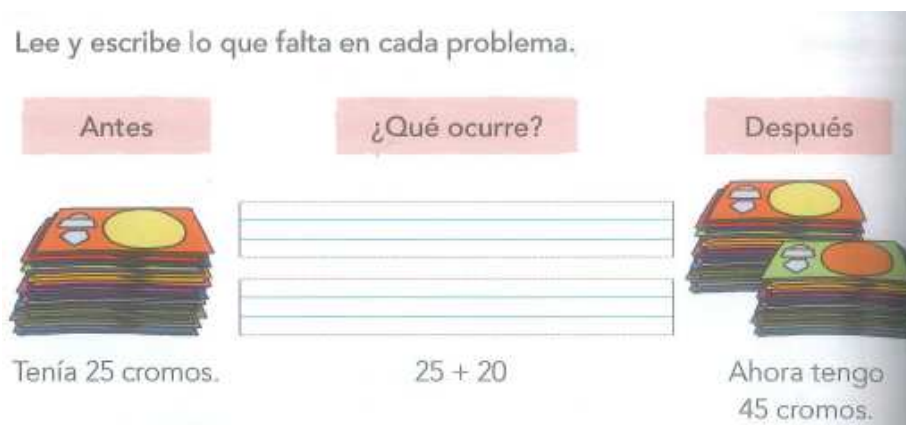 Lee y escribe lo que falta en cada problema.
Antes
¿Qué ocurre?
Después
Tenía 25 cromos.
25 + 20
Ahora tengo
45 cromos.